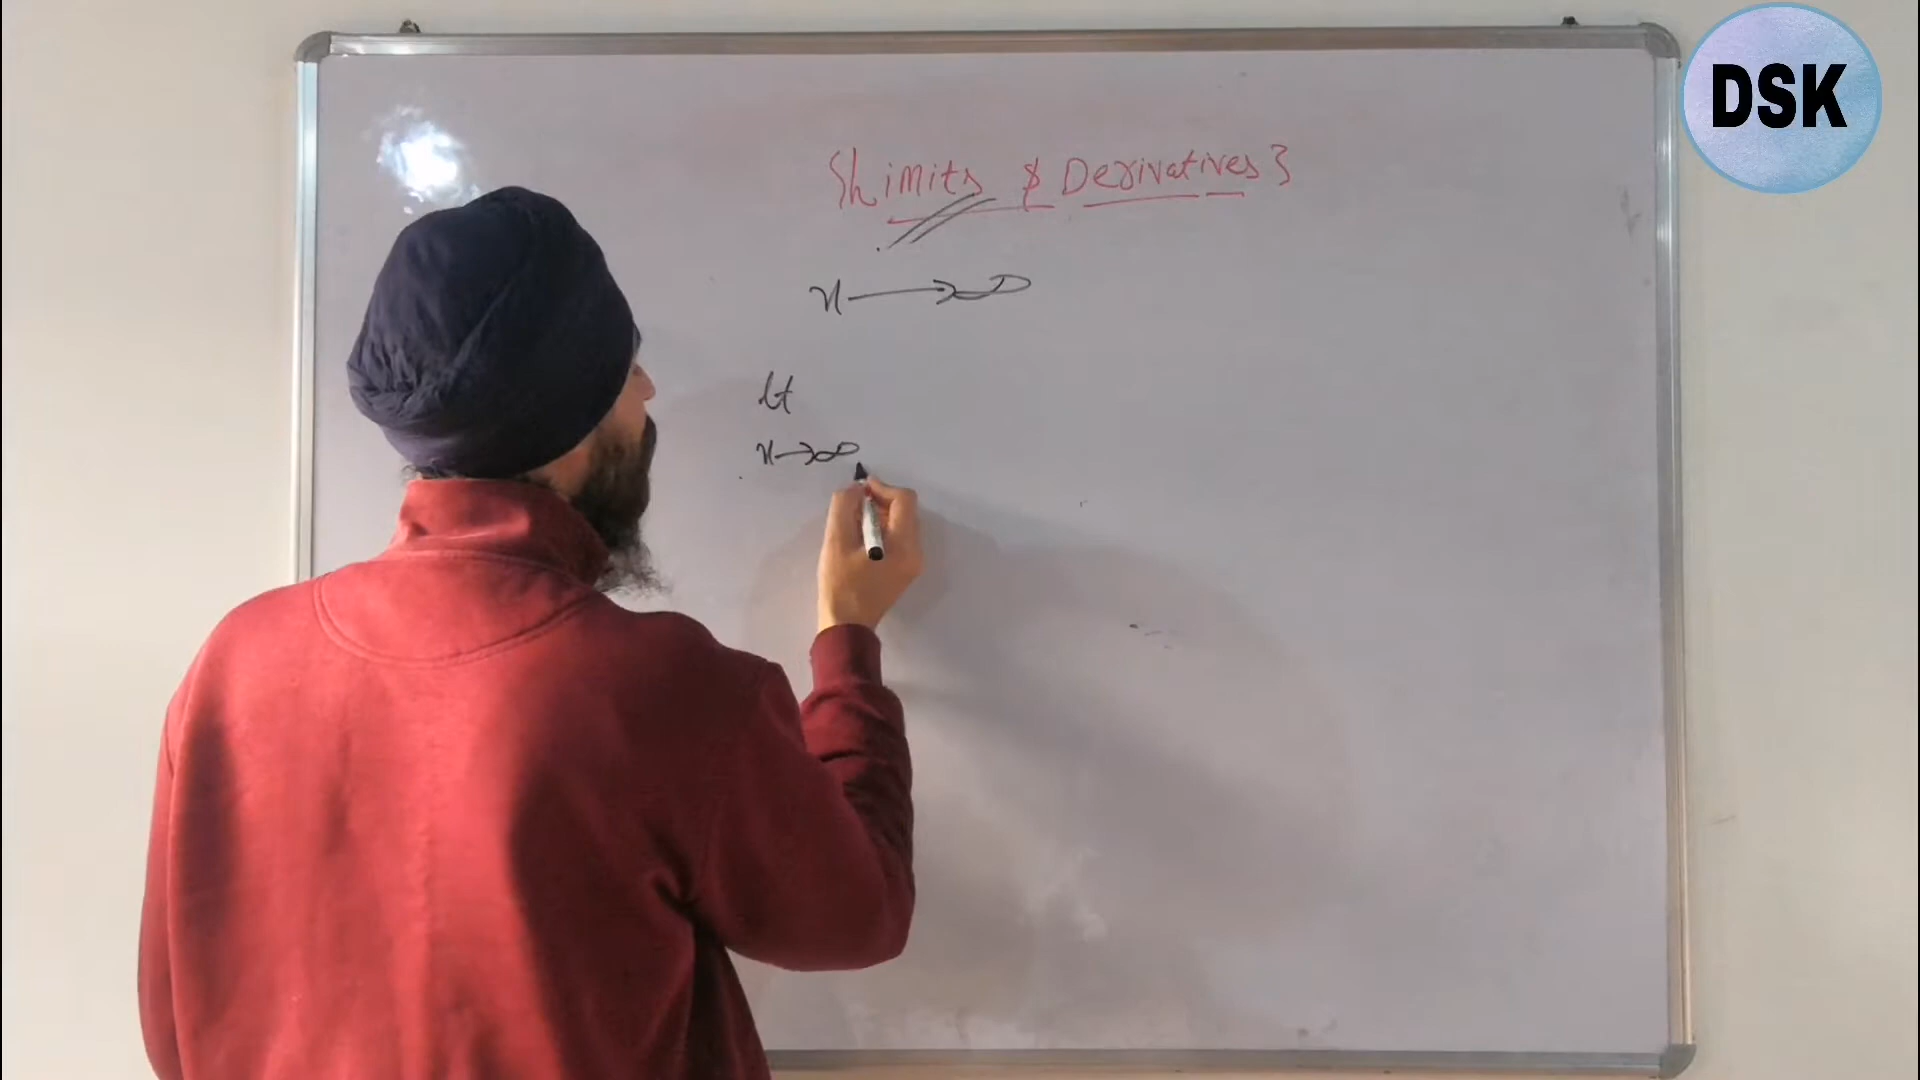 {Limits & Derivatives}
x → ∞
lt
x→∞
DSK